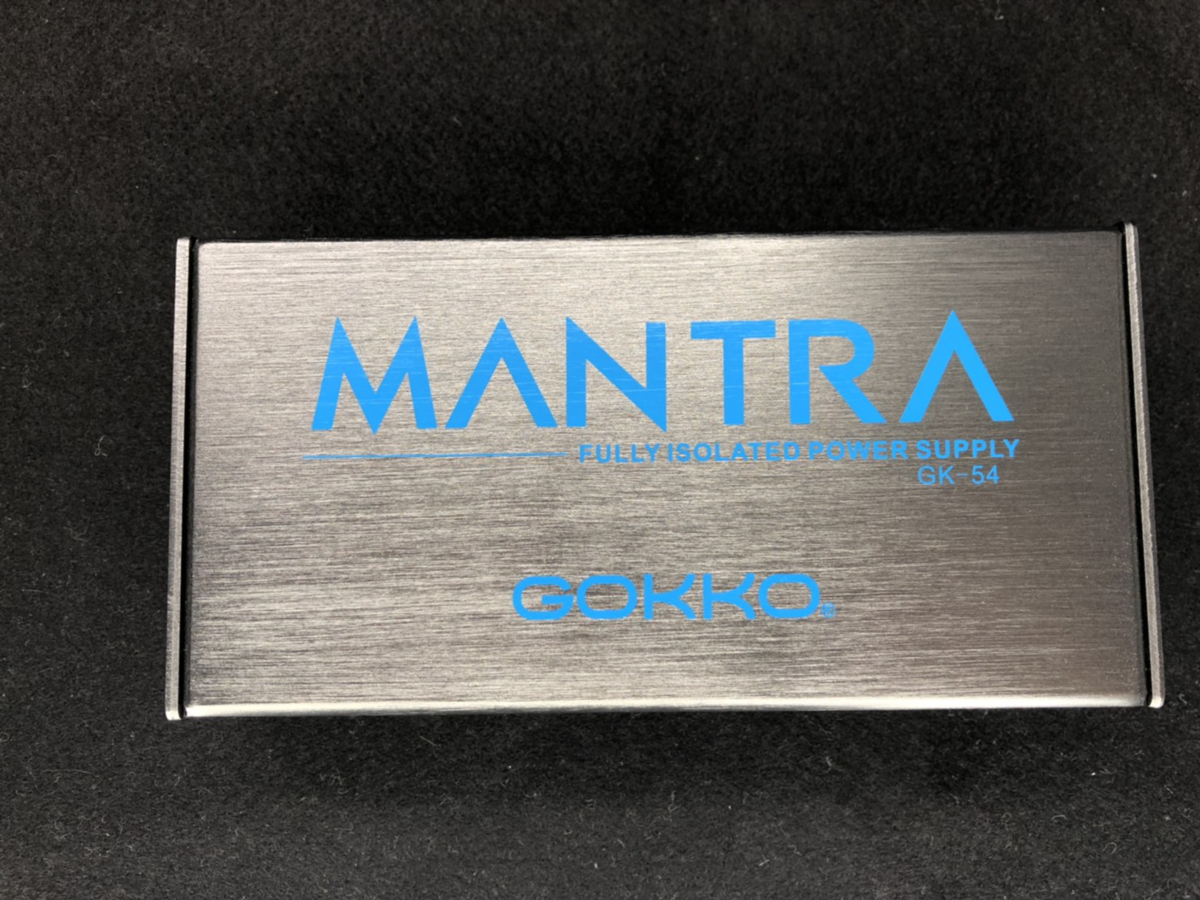 MANTRA
FULLY ISOLATED POWER SUPPLY
GK-54
GOKKO®